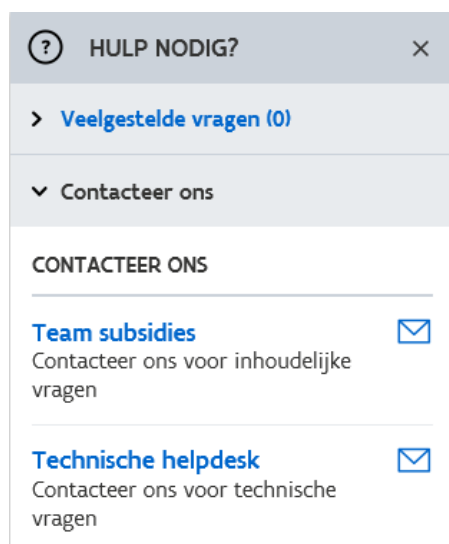 HULP NODIG?
Veelgestelde vragen (0)
Contacteer ons
CONTACTEER ONS
Team subsidies
Contacteer ons voor inhoudelijke
vragen
Technische helpdesk
Contacteer ons voor technische
vragen